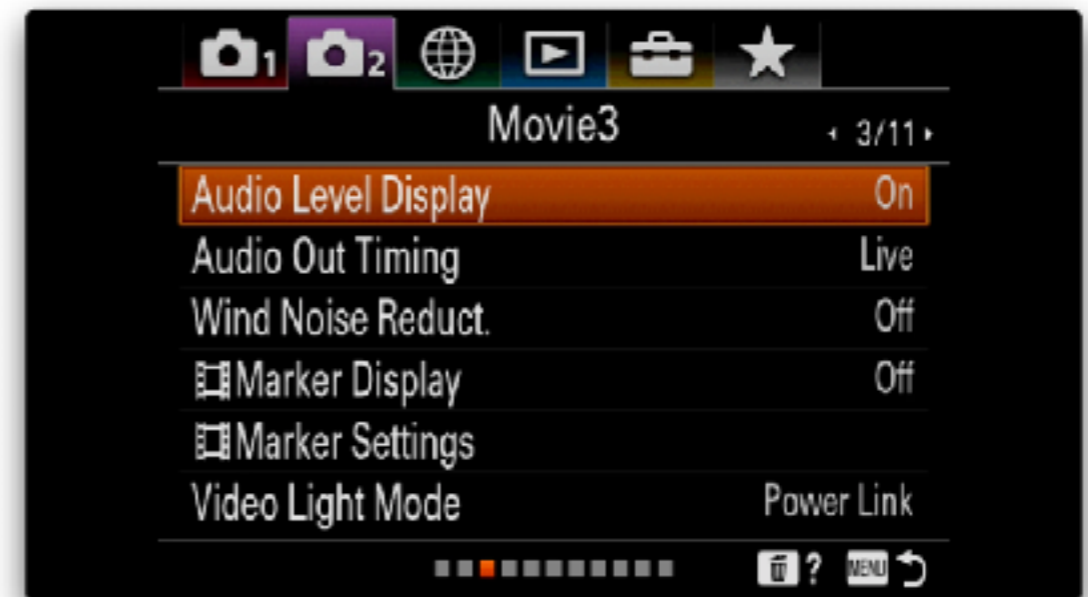 1 2
Movie3 3/11
Audio Level Display On
Audio Out Timing Live
Wind Noise Reduct. Off
Marker Display Off
Marker Settings
Video Light Mode Power Link
? MENU